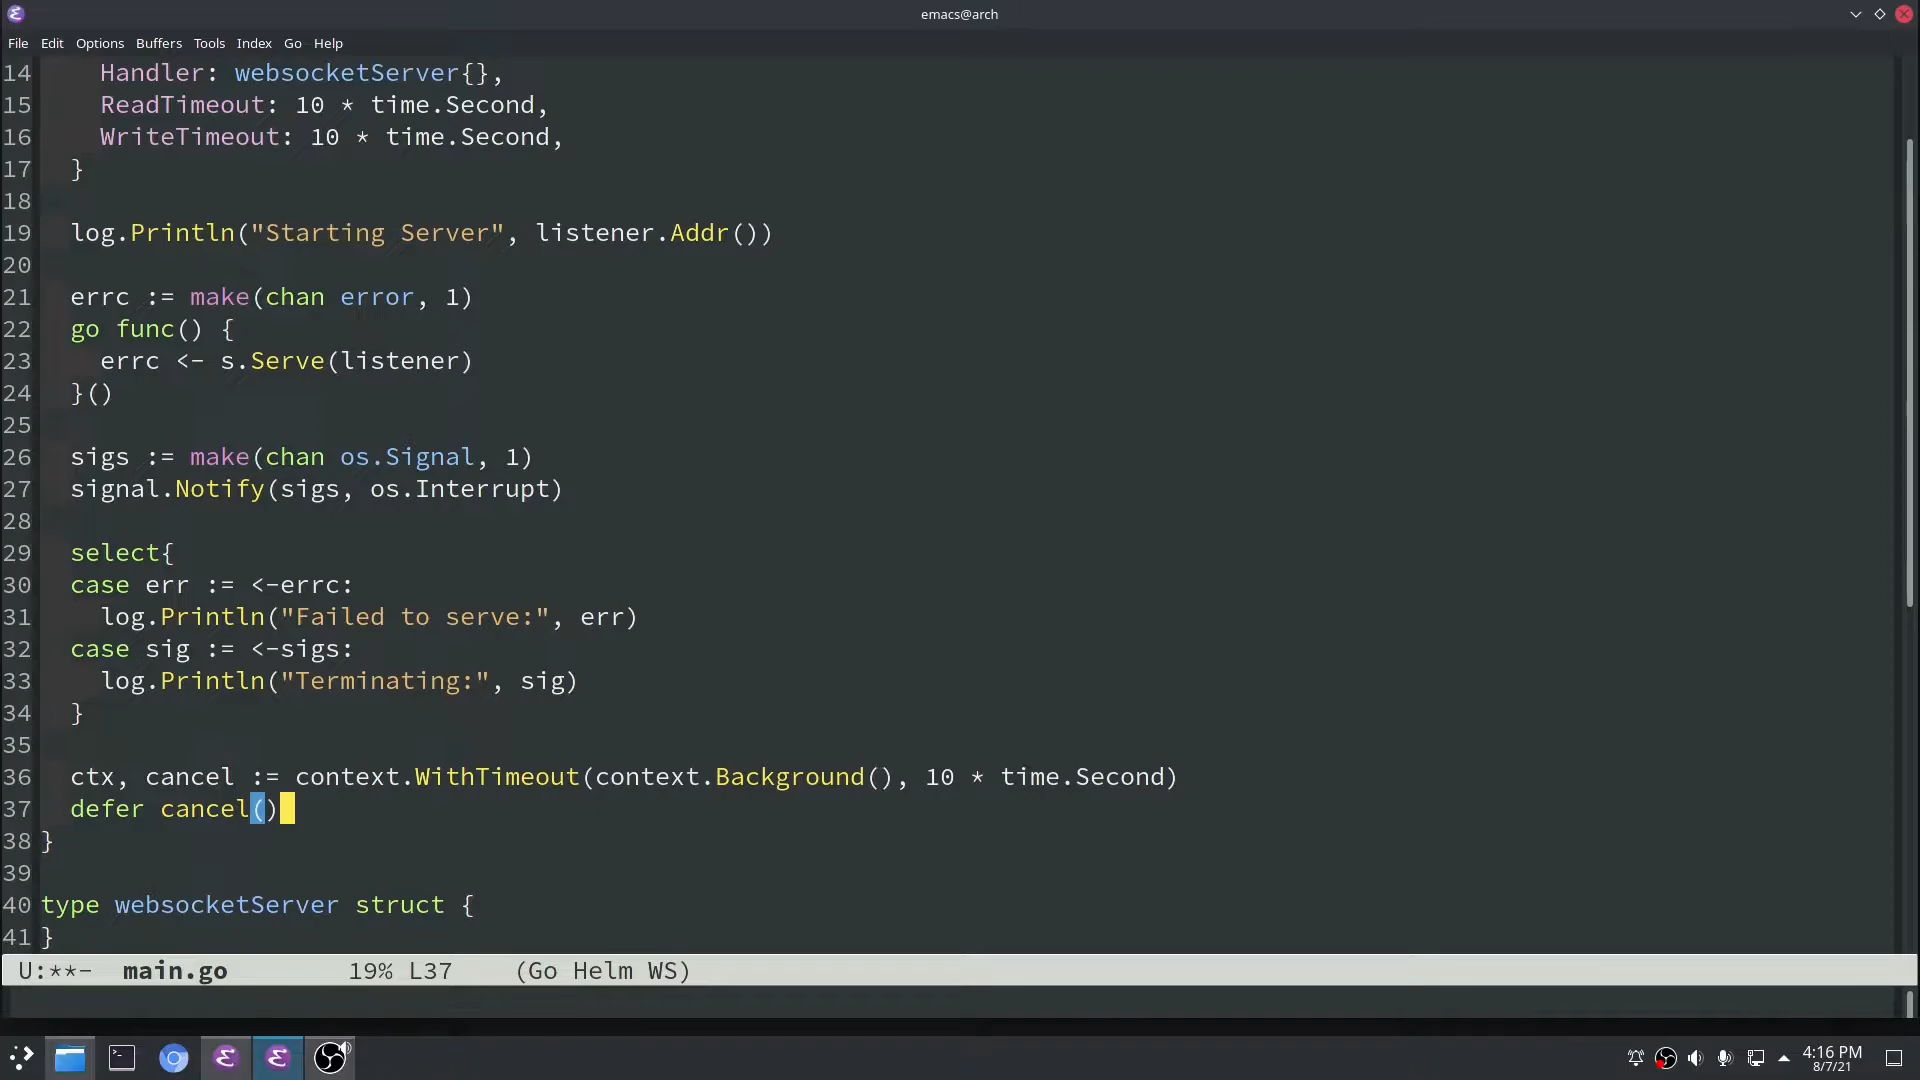 emacs@arch
File Edit Options Buffers Tools Index Go Help
14 Handler: websocketServer{},
15 ReadTimeout: 10 * time.Second,
16 WriteTimeout: 10 * time.Second,
17 }
18
19 log.Println("Starting Server", listener.Addr())
20
21 errc := make(chan error, 1)
22 go func() {
23 errc <- s.Serve(listener)
24 }()
25
26 sigs := make(chan os.Signal, 1)
27 signal.Notify(sigs, os.Interrupt)
28
29 select{
30 case err := <-errc:
31 log.Println("Failed to serve:", err)
32 case sig := <-sigs:
33 log.Println("Terminating:", sig)
34 }
35
36 ctx, cancel := context.WithTimeout(context.Background(), 10 * time.Second)
37 defer cancel()
38 }
39
40 type websocketServer struct {
41 }
U:**- main.go 19% L37 (Go Helm WS)
4:16 PM
8/7/21